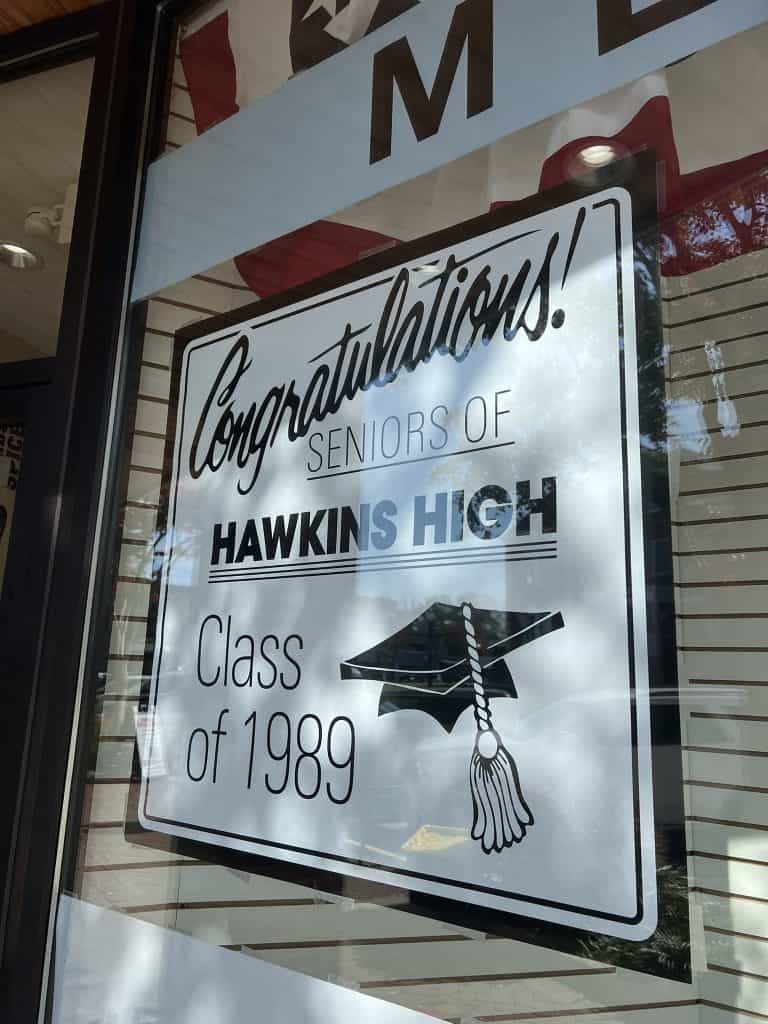 M
Congratulations!
SENIORS OF
HAWKINS HIGH
Class
of 1989